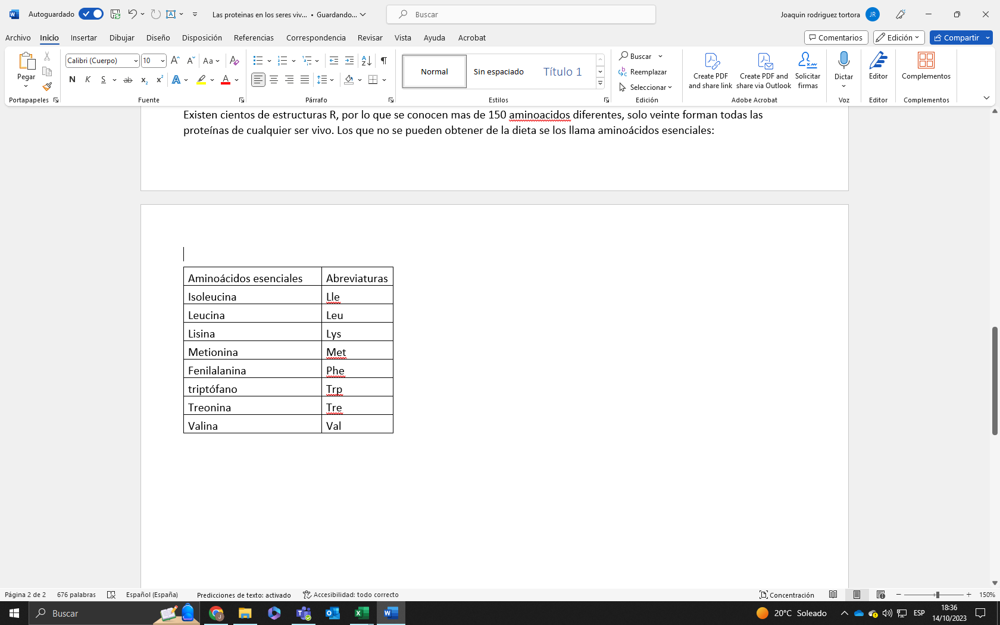 Autoguardado
Las proteinas en los seres viv... • Guardando...
Buscar
Joaquin rodriguez tortora
JR
Archivo Inicio Insertar Dibujar Diseño Disposición Referencias Correspondencia Revisar Vista Ayuda Acrobat
Comentarios
Edición
Compartir
Pegar
Portapapeles
Calibri (Cuerpo)
10
N K S ab x₂ x²
Fuente
Párrafo
Normal
Sin espaciado
Título 1
Estilos
Buscar
Reemplazar
Seleccionar
Edición
Create PDF
and share link
Create PDF and
share via Outlook
Solicitar
firmas
Adobe Acrobat
Dictar
Voz
Editor
Editor
Complementos
Complementos
Existen cientos de estructuras R, por lo que se conocen mas de 150 aminoacidos diferentes, solo veinte forman todas las
proteínas de cualquier ser vivo. Los que no se pueden obtener de la dieta se los llama aminoácidos esenciales:
Aminoácidos esenciales Abreviaturas
Isoleucina Lle
Leucina Leu
Lisina Lys
Metionina Met
Fenilalanina Phe
triptófano Trp
Treonina Tre
Valina Val
Página 2 de 2 676 palabras Español (España) Predicciones de texto: activado Accesibilidad: todo correcto
Concentración
150%
Buscar
20°C Soleado
ESP
18:36
14/10/2023